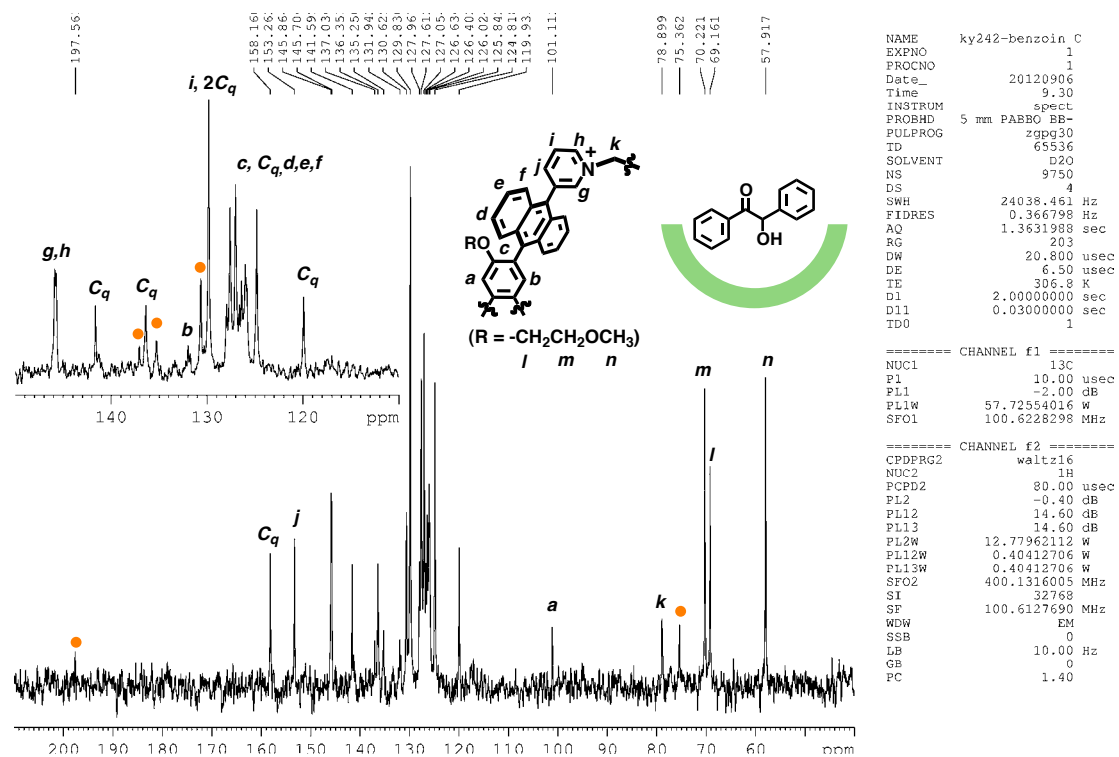 197.56
158.16
153.26
145.86
145.70
141.59
137.03
136.35
135.25
131.94
130.62
129.83
127.96
127.61
127.05
126.63
126.40
126.02
125.84
124.81
119.93
101.11
78.899
75.362
70.221
69.161
57.917
i, 2Cq
c, Cq,d,e,f
g,h
Cq
Cq
b
140 130 120 ppm
i
h
k
j
+
N
f
g
e
d
RO
c
a
b
(R = -CH2CH2OCH3)
l m n
O
OH
Cq
j
a
k
m
l
n
200 190 180 170 160 150 140 130 120 110 100 90 80 70 60 ppm
NAME ky242-benzoin C
EXPNO 1
PROCNO 1
Date_ 20120906
Time 9.30
INSTRUM spect
PROBHD 5 mm PABBO BB-
PULPROG zgpg30
TD 65536
SOLVENT D2O
NS 9750
DS 4
SWH 24038.461 Hz
FIDRES 0.366798 Hz
AQ 1.3631988 sec
RG 203
DW 20.800 usec
DE 6.50 usec
TE 306.8 K
D1 2.00000000 sec
D11 0.03000000 sec
TD0 1
======== CHANNEL f1 ========
NUC1 13C
P1 10.00 usec
PL1 -2.00 dB
PL1W 57.72554016 W
SFO1 100.6228298 MHz
======== CHANNEL f2 ========
CPDPRG2 waltz16
NUC2 1H
PCPD2 80.00 usec
PL2 -0.40 dB
PL12 14.60 dB
PL13 14.60 dB
PL2W 12.77962112 W
PL12W 0.40412706 W
PL13W 0.40412706 W
SFO2 400.1316005 MHz
SI 32768
SF 100.6127690 MHz
WDW EM
SSB 0
LB 10.00 Hz
GB 0
PC 1.40